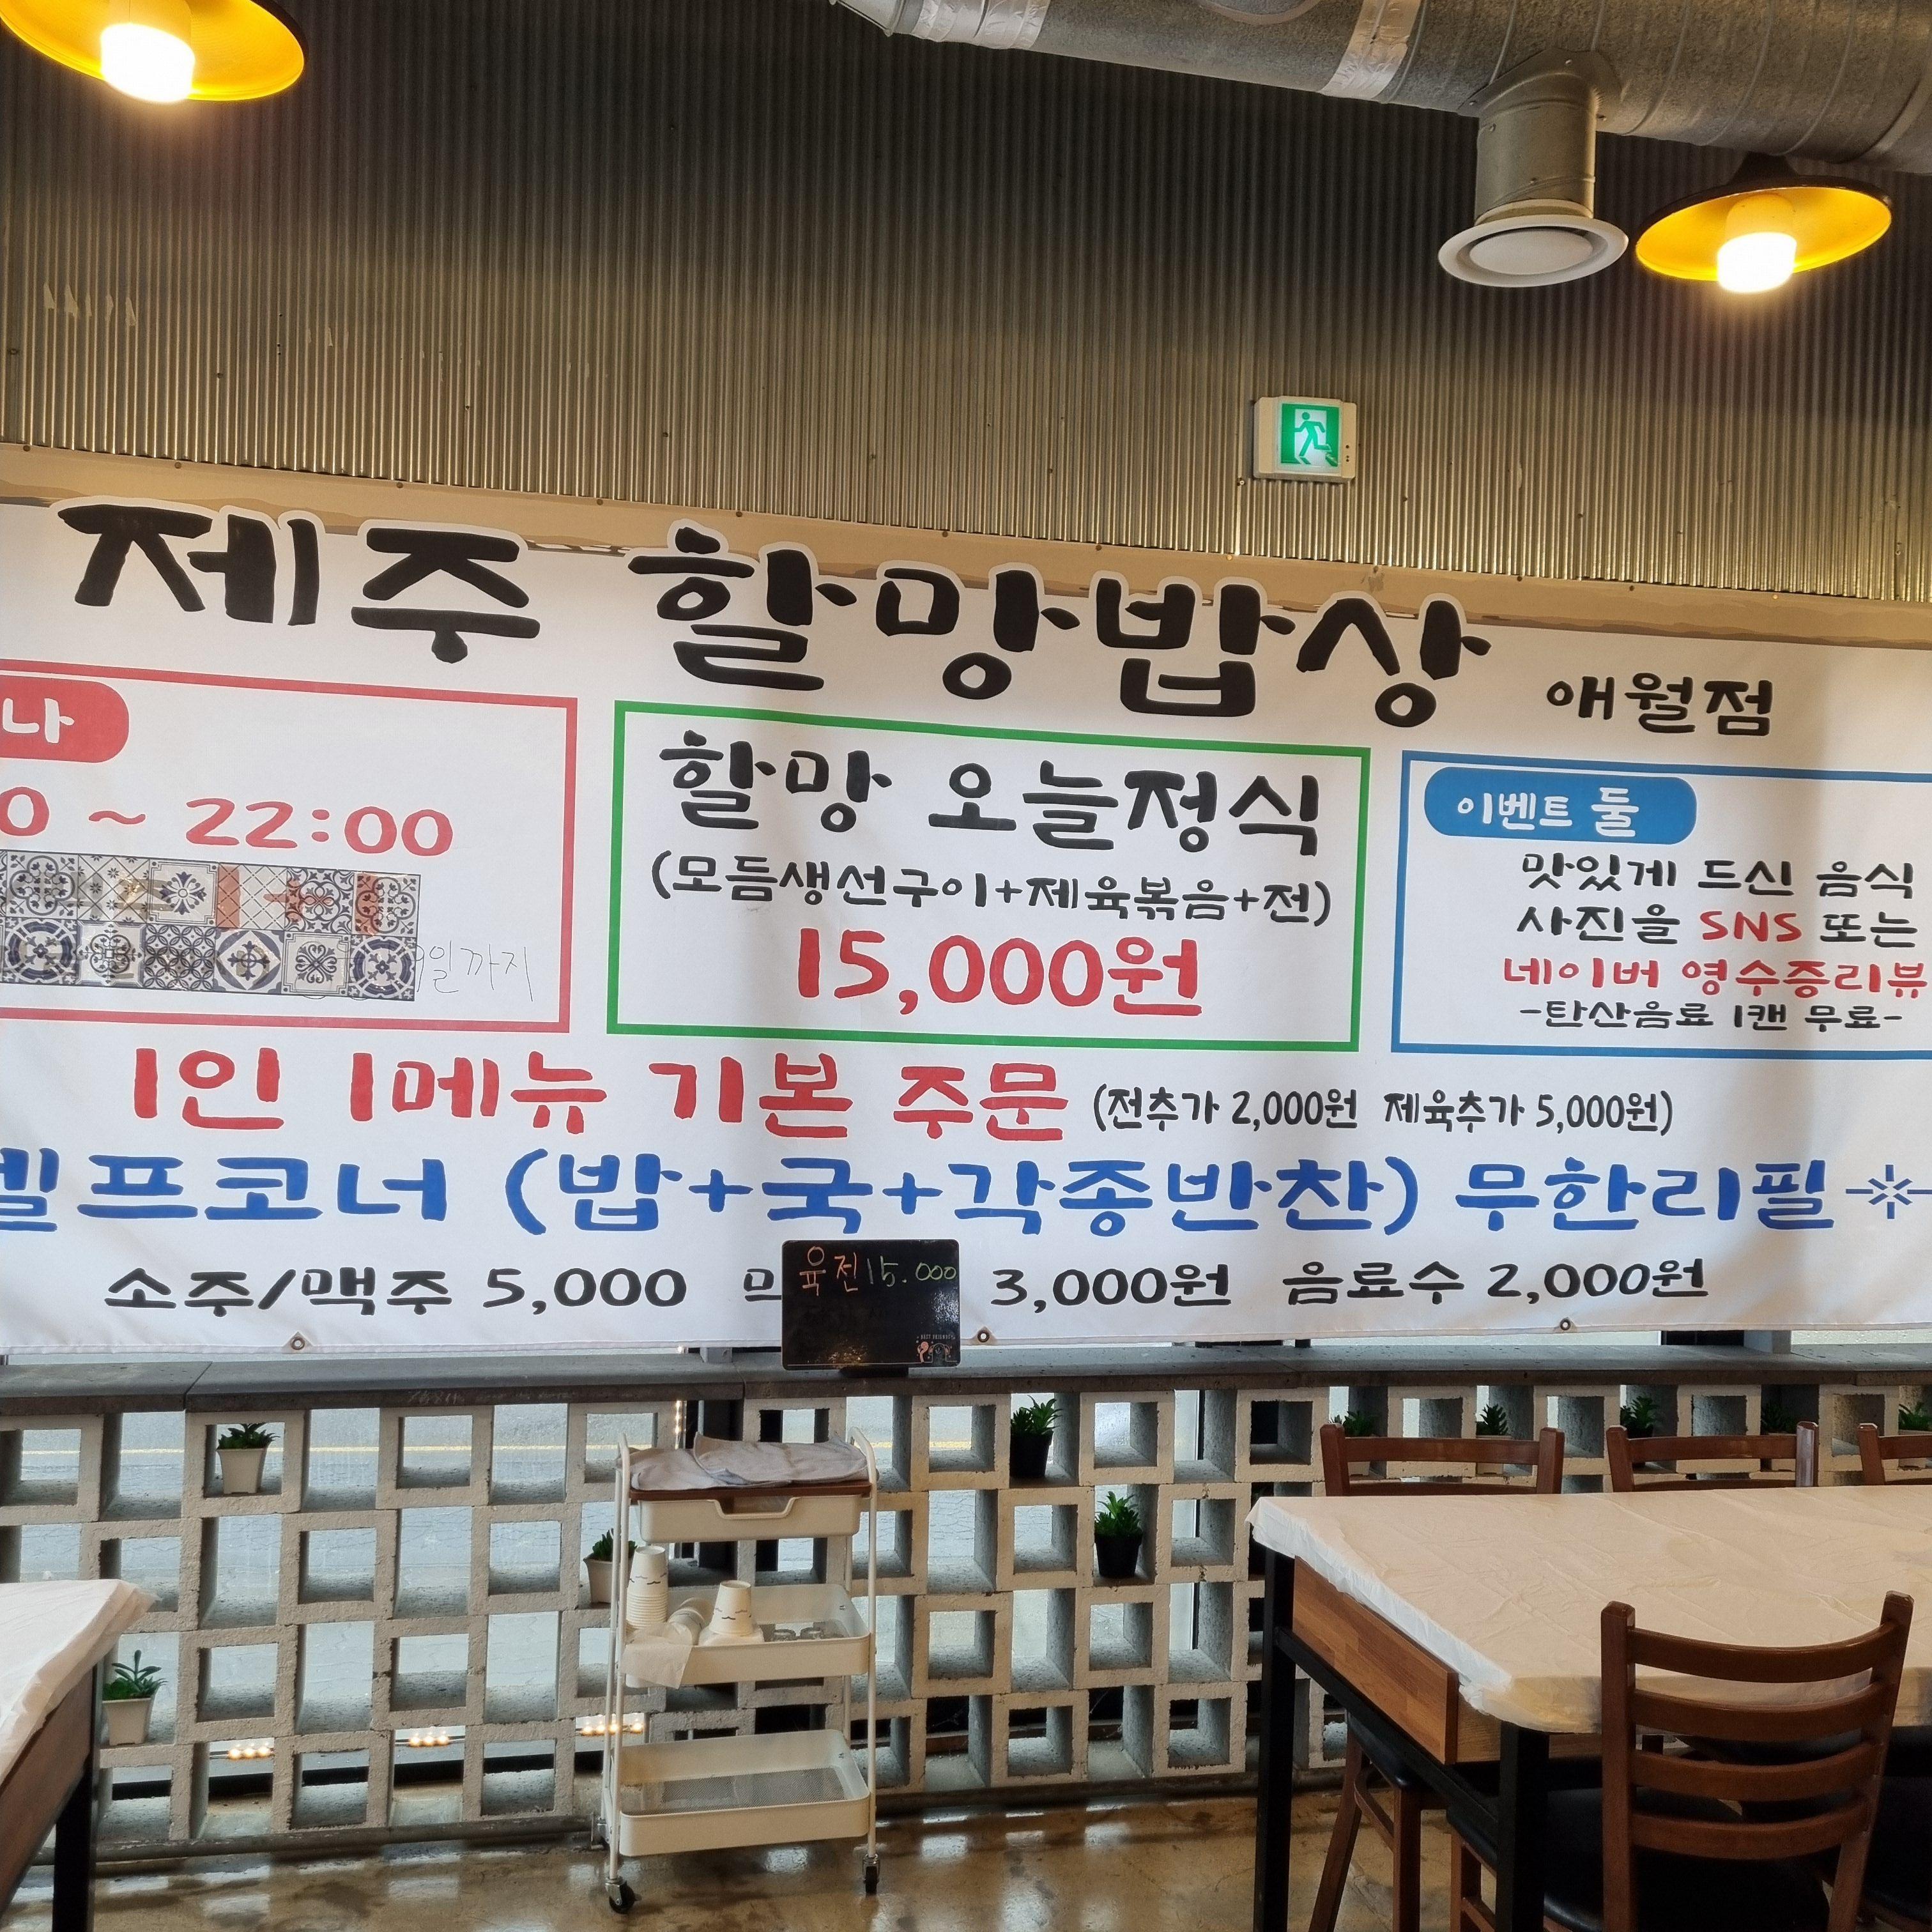 제주 할망밥상 애월점
나
0 ~ 22:00
9일까지
할망 오늘정식
(모듬생선구이+제육볶음+전)
15,000원
이벤트 둘
맛있게 드신 음식
사진을 SNS 또는
네이버 영수증리뷰
-탄산음료 1캔 무료-
1인 1메뉴 기본 주문 (전추가 2,000원 제육추가 5,000원)
셀프코너 (밥+국+각종반찬) 무한리필
소주/맥주 5,000 3,000원 음료수 2,000원
육전 15.000